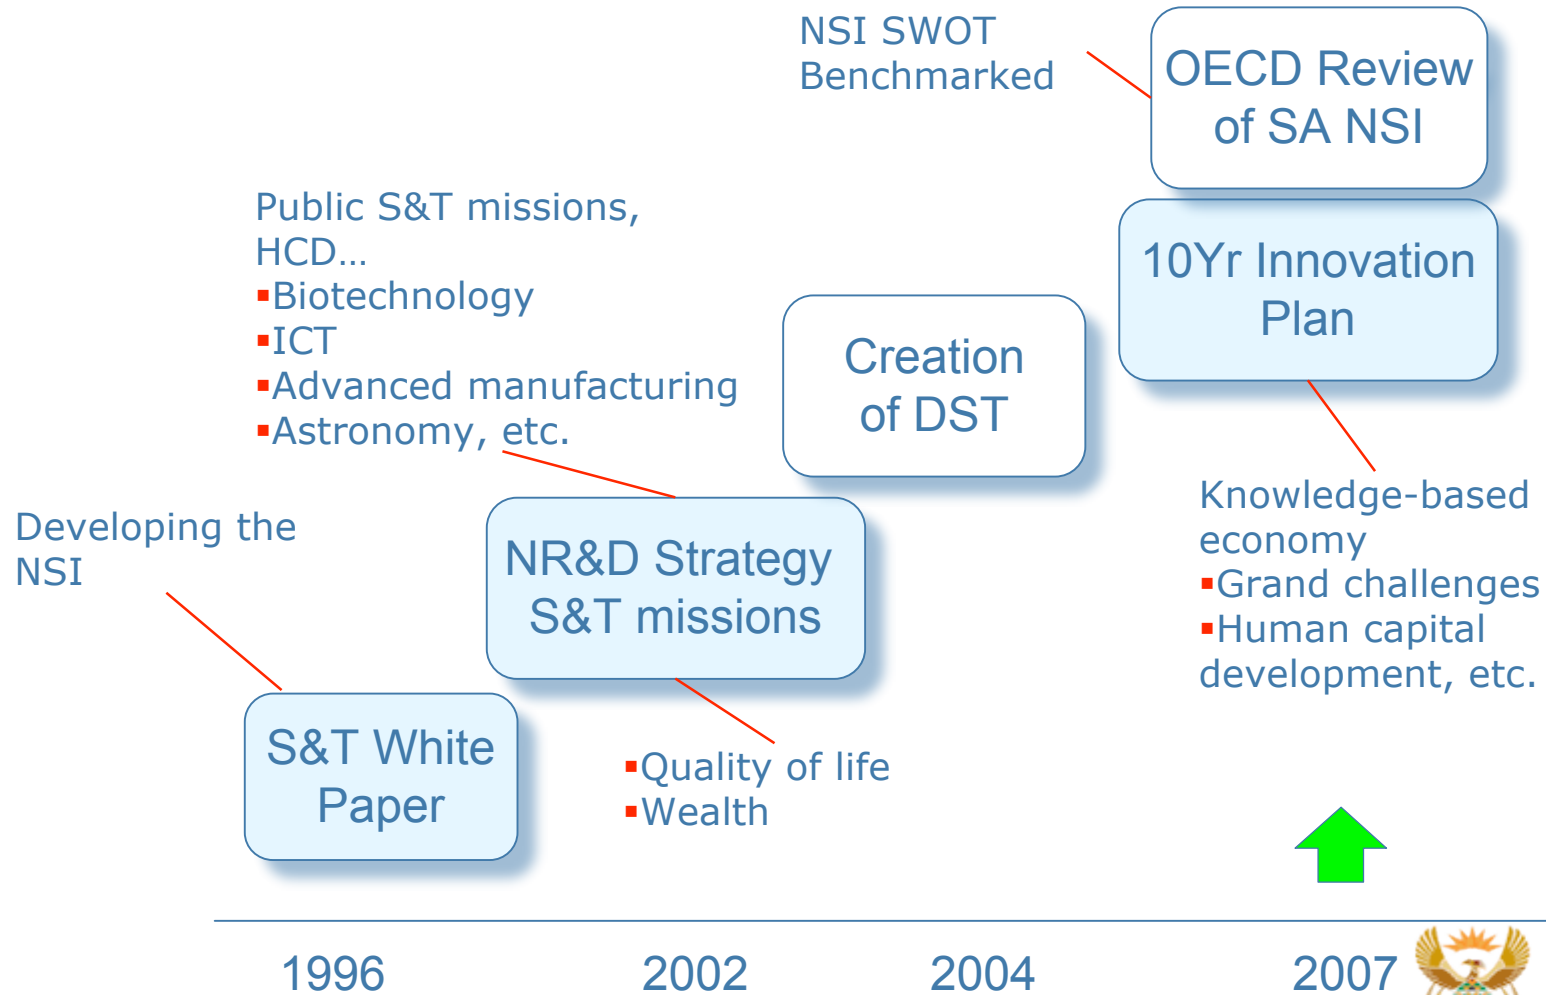 NSI SWOT
Benchmarked
OECD Review
of SA NSI
Public S&T missions,
HCD…
▪Biotechnology
▪ICT
▪Advanced manufacturing
▪Astronomy, etc.
10Yr Innovation
Plan
Creation
of DST
Developing the
NSI
NR&D Strategy
S&T missions
Knowledge-based
economy
▪Grand challenges
▪Human capital
development, etc.
S&T White
Paper
▪Quality of life
▪Wealth
1996
2002
2004
2007